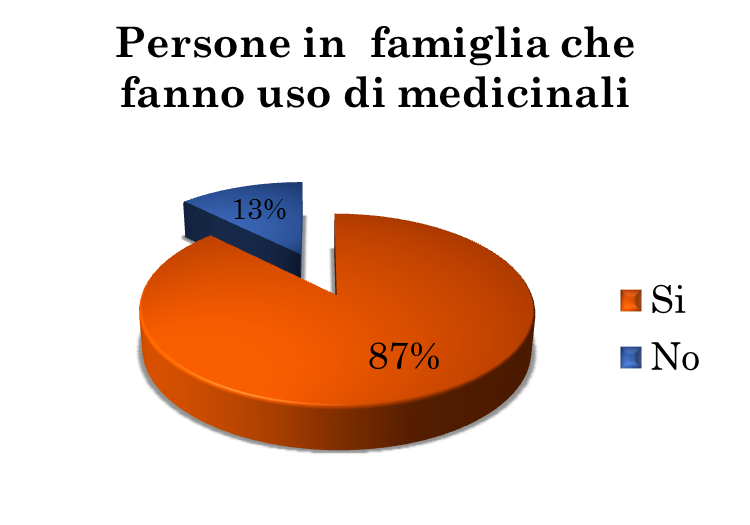 Persone in famiglia che
fanno uso di medicinali
13%
87%
Si
No